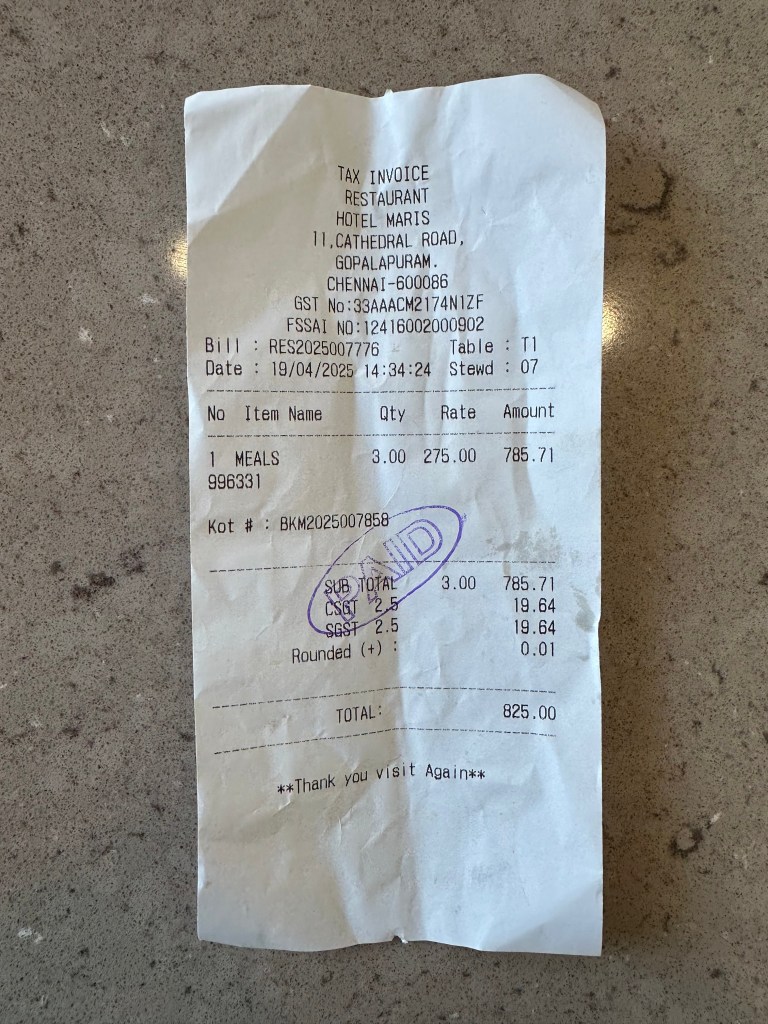 TAX INVOICE
RESTAURANT
HOTEL MARIS
11,CATHEDRAL ROAD,
GOPALAPURAM.
CHENNAI-600086
GST No:33AAACM2174N1ZF
FSSAI NO:12416002000902
Bill : RES2025007776 Table : T1
Date : 19/04/2025 14:34:24 Stewd : 07
No Item Name Qty Rate Amount
1 MEALS 3.00 275.00 785.71
996331
Kot # : BKM2025007858
PAID
SUB TOTAL 3.00 785.71
CSGT 2.5 19.64
SGST 2.5 19.64
Rounded (+) : 0.01
TOTAL: 825.00
**Thank you visit Again**